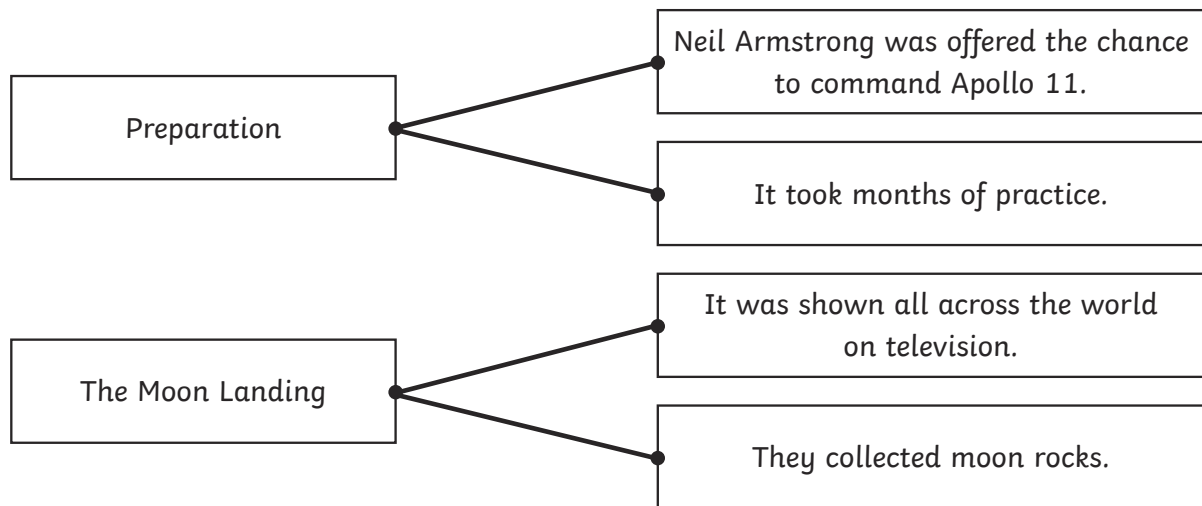 Neil Armstrong was offered the chance
to command Apollo 11.
Preparation
It took months of practice.
It was shown all across the world
on television.
The Moon Landing
They collected moon rocks.